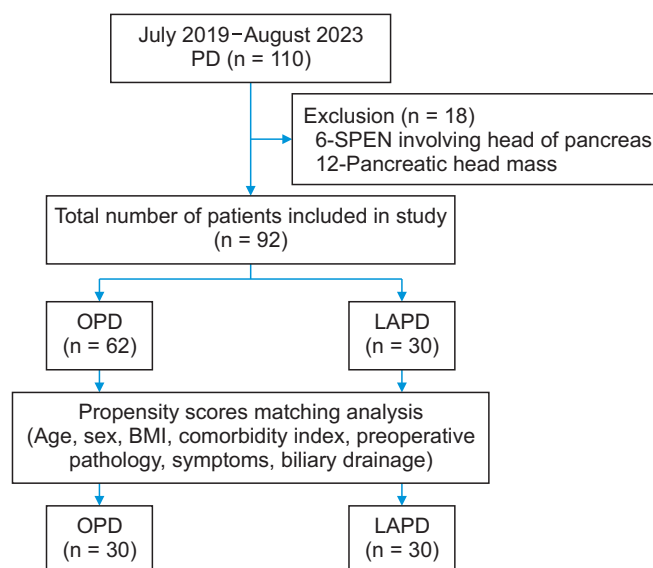 July 2019–August 2023
PD (n = 110)
Exclusion (n = 18)
6-SPEN involving head of pancreas
12-Pancreatic head mass
Total number of patients included in study
(n = 92)
OPD
(n = 62)
LAPD
(n = 30)
Propensity scores matching analysis
(Age, sex, BMI, comorbidity index, preoperative
pathology, symptoms, biliary drainage)
OPD
(n = 30)
LAPD
(n = 30)